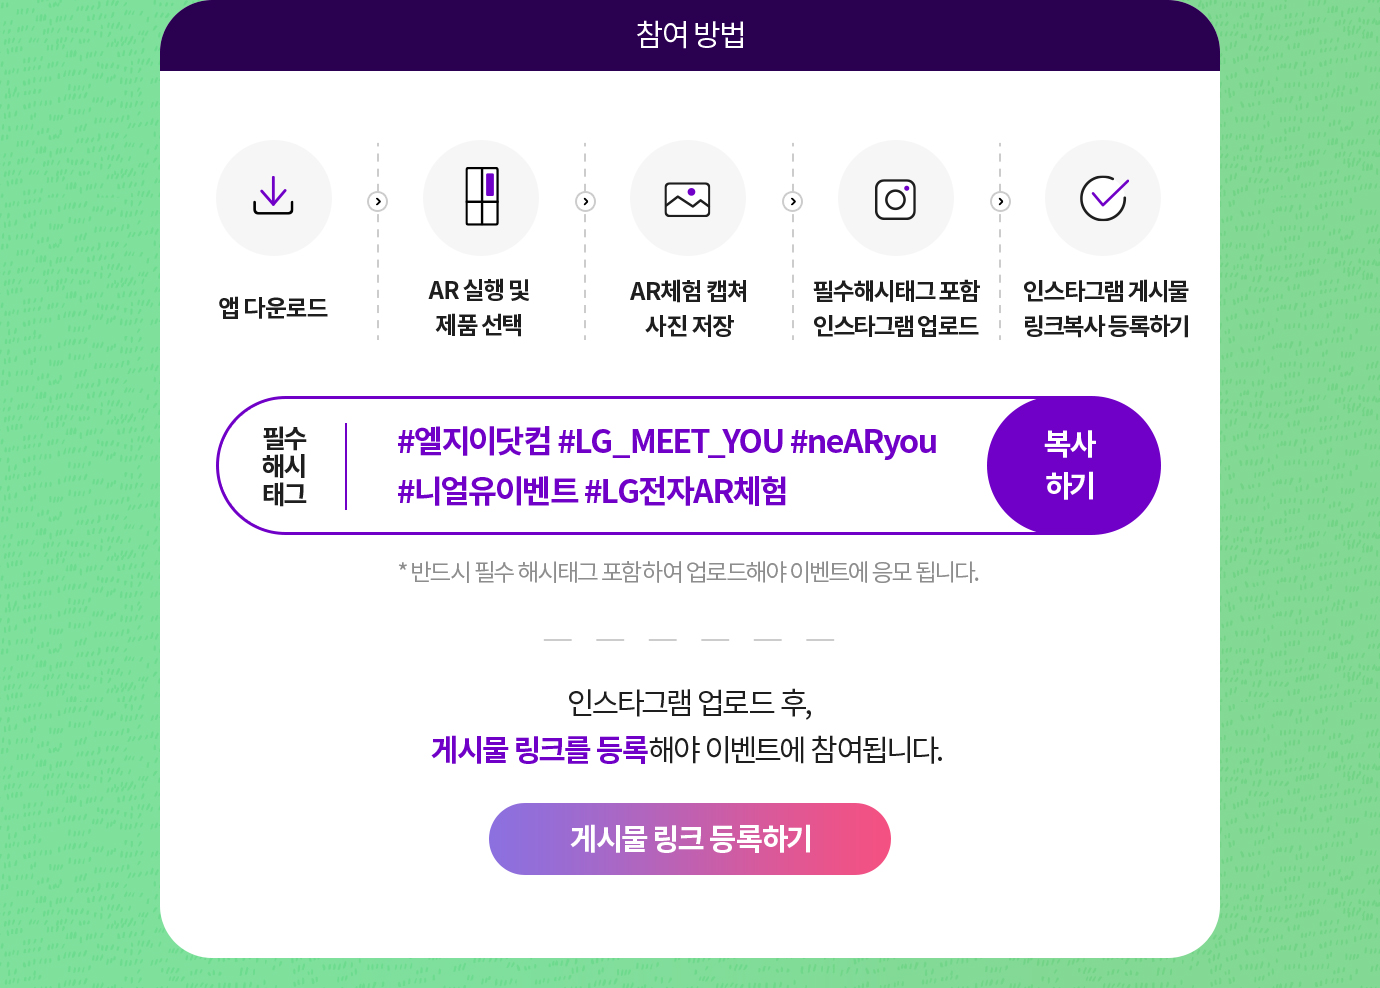 참여 방법
앱 다운로드
AR 실행 및
제품 선택
AR체험 캡쳐
사진 저장
필수해시태그 포함
인스타그램 업로드
인스타그램 게시물
링크복사 등록하기
필수
해시
태그
#엘지이닷컴 #LG_MEET_YOU #neARyou
#니얼유이벤트 #LG전자AR체험
복사
하기
* 반드시 필수 해시태그 포함하여 업로드해야 이벤트에 응모 됩니다.
인스타그램 업로드 후,
게시물 링크를 등록해야 이벤트에 참여됩니다.
게시물 링크 등록하기